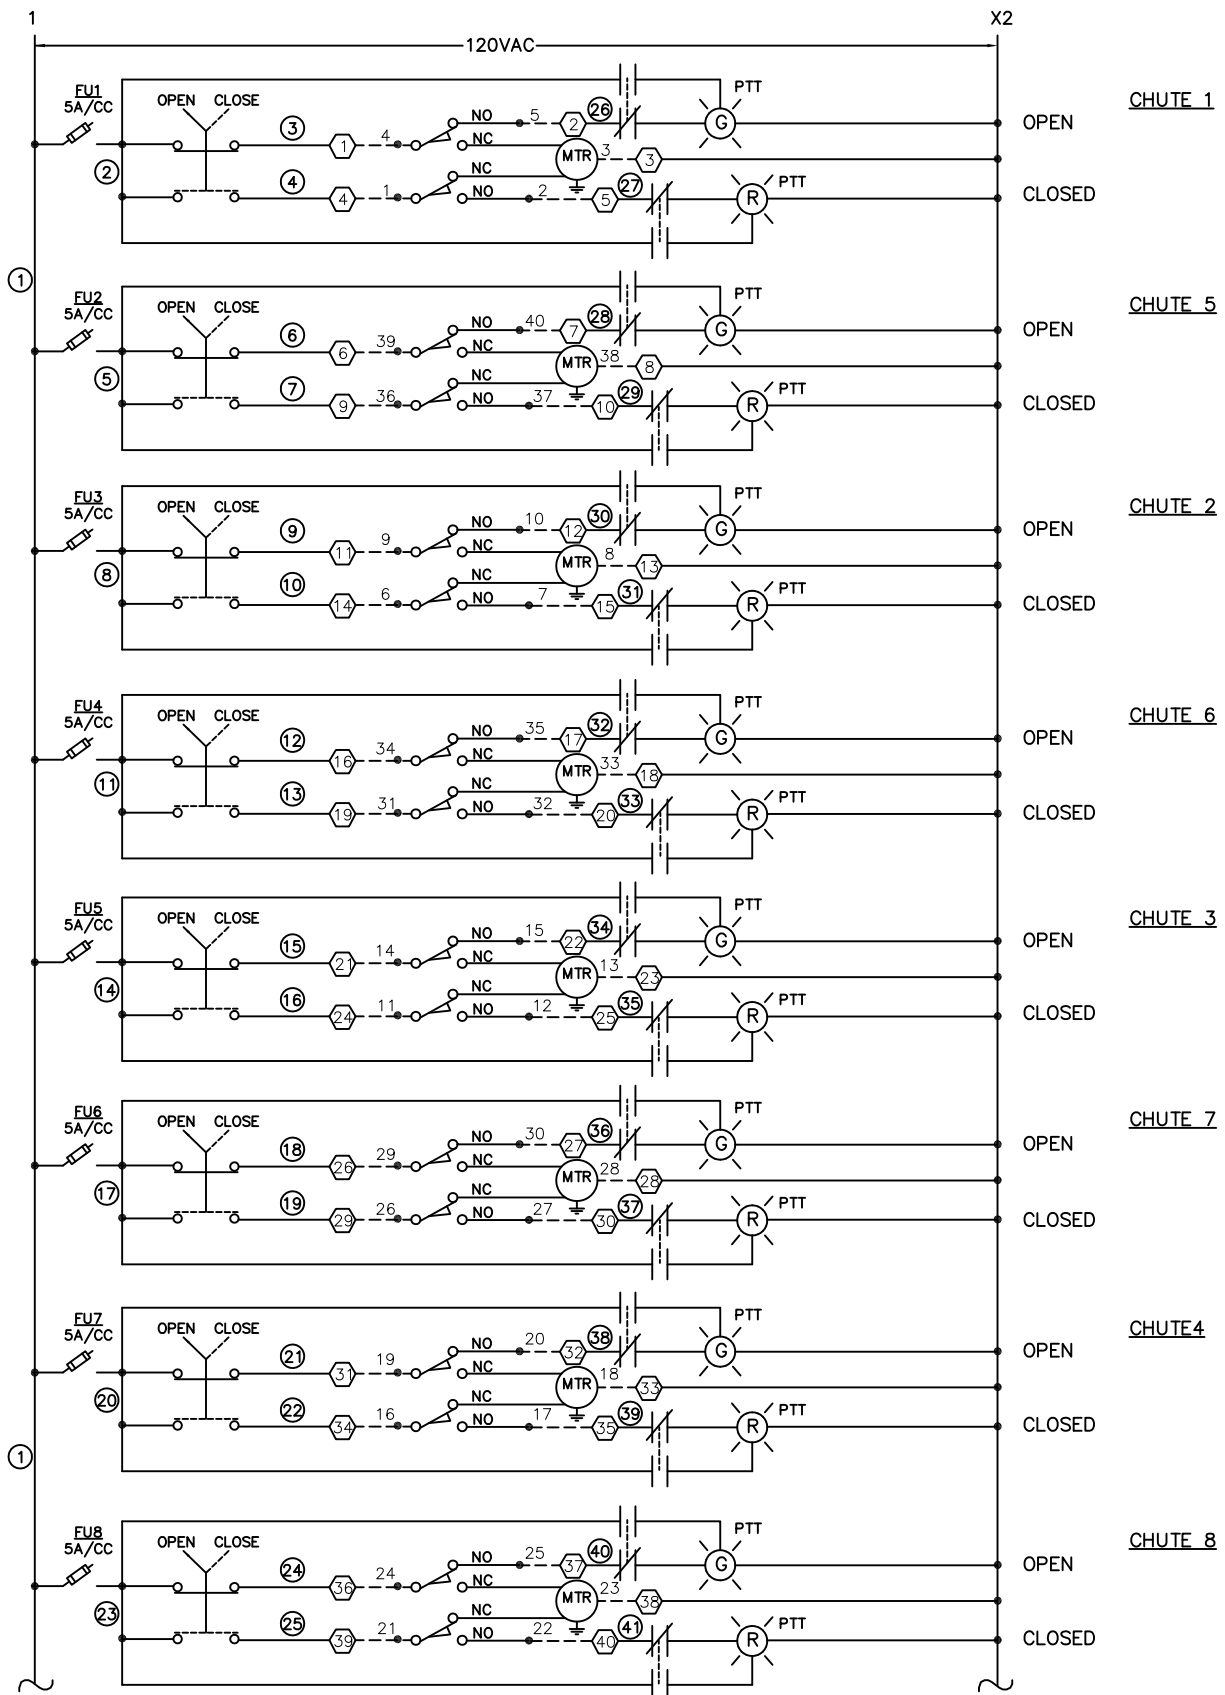 1 X2
120VAC
FU1
5A/CC
OPEN CLOSE
3 1 4 NO 5 2 26 PTT G OPEN CHUTE 1
NC
2 MTR 3 3
4 4 1 NC
NO 2 5 27 R PTT CLOSED
1
FU2
5A/CC
OPEN CLOSE
6 6 39 NO 40 7 28 PTT G OPEN CHUTE 5
NC
5 MTR 38 8
7 9 36 NC
NO 37 10 29 R PTT CLOSED
FU3
5A/CC
OPEN CLOSE
9 11 9 NO 10 12 30 PTT G OPEN CHUTE 2
NC
8 MTR 8 13
10 14 6 NC
NO 7 15 31 R PTT CLOSED
FU4
5A/CC
OPEN CLOSE
12 16 34 NO 35 17 32 PTT G OPEN CHUTE 6
NC
11 MTR 33 18
13 19 31 NC
NO 32 20 33 R PTT CLOSED
FU5
5A/CC
OPEN CLOSE
15 21 14 NO 15 22 34 PTT G OPEN CHUTE 3
NC
14 MTR 13 23
16 24 11 NC
NO 12 25 35 R PTT CLOSED
FU6
5A/CC
OPEN CLOSE
18 26 29 NO 30 27 36 PTT G OPEN CHUTE 7
NC
17 MTR 28 28
19 29 26 NC
NO 27 30 37 R PTT CLOSED
FU7
5A/CC
OPEN CLOSE
21 31 19 NO 20 32 38 PTT G OPEN CHUTE4
NC
20 MTR 18 33
22 34 16 NC
NO 17 35 39 R PTT CLOSED
1
FU8
5A/CC
OPEN CLOSE
24 36 24 NO 25 37 40 PTT G OPEN CHUTE 8
NC
23 MTR 23 38
25 39 21 NC
NO 22 40 41 R PTT CLOSED